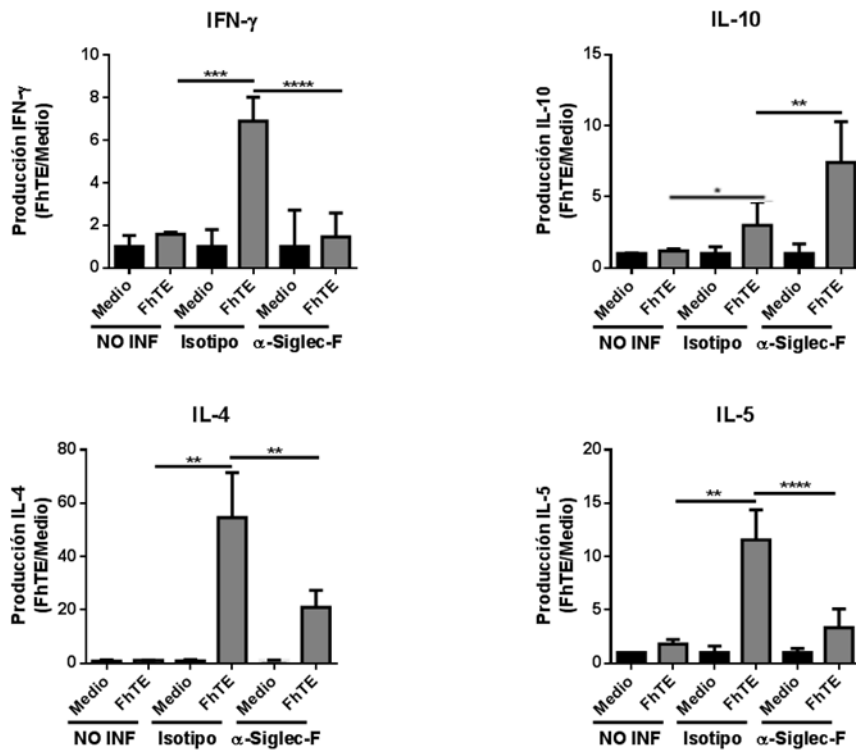 IFN-γ
Producción IFN-γ
(FhTE/Medio)
10
8
6
4
2
0
***
****
Medio
FhTE
Medio
FhTE
Medio
FhTE
NO INF
Isotipo
α-Siglec-F
IL-10
Producción IL-10
(FhTE/Medio)
15
10
5
0
*
**
Medio
FhTE
Medio
FhTE
Medio
FhTE
NO INF
Isotipo
α-Siglec-F
IL-4
Producción IL-4
(FhTE/Medio)
80
60
40
20
0
**
**
Medio
FhTE
Medio
FhTE
Medio
FhTE
NO INF
Isotipo
α-Siglec-F
IL-5
Producción IL-5
(FhTE/Medio)
20
15
10
5
0
**
****
Medio
FhTE
Medio
FhTE
Medio
FhTE
NO INF
Isotipo
α-Siglec-F